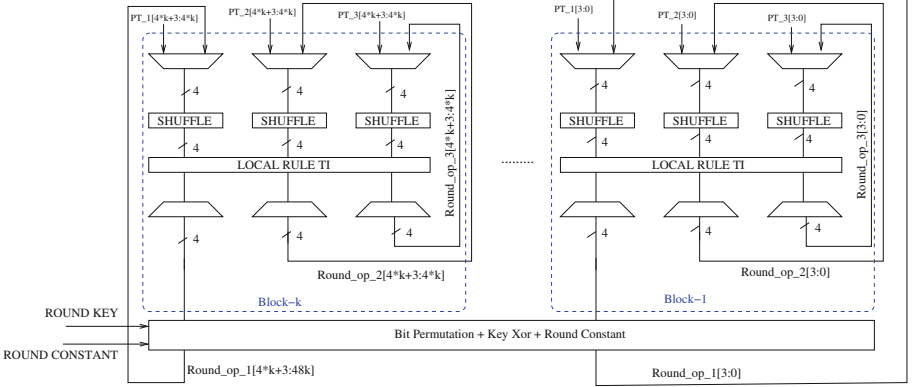 PT_1[4*k+3:4*k]
PT_2[4*k+3:4*k]
PT_3[4*k+3:4*k]
PT_1[3:0]
PT_2[3:0]
PT_3[3:0]
4
4
4
4
4
4
SHUFFLE
SHUFFLE
SHUFFLE
SHUFFLE
SHUFFLE
SHUFFLE
4
4
4
4
4
4
LOCAL RULE TI
.........
LOCAL RULE TI
Round_op_3[4*k+3:4*k]
Round_op_3[3:0]
4
4
4
4
4
4
Round_op_2[4*k+3:4*k]
Round_op_2[3:0]
Block-k
Block-1
ROUND KEY
Bit Permutation + Key Xor + Round Constant
ROUND CONSTANT
Round_op_1[4*k+3:48k]
Round_op_1[3:0]